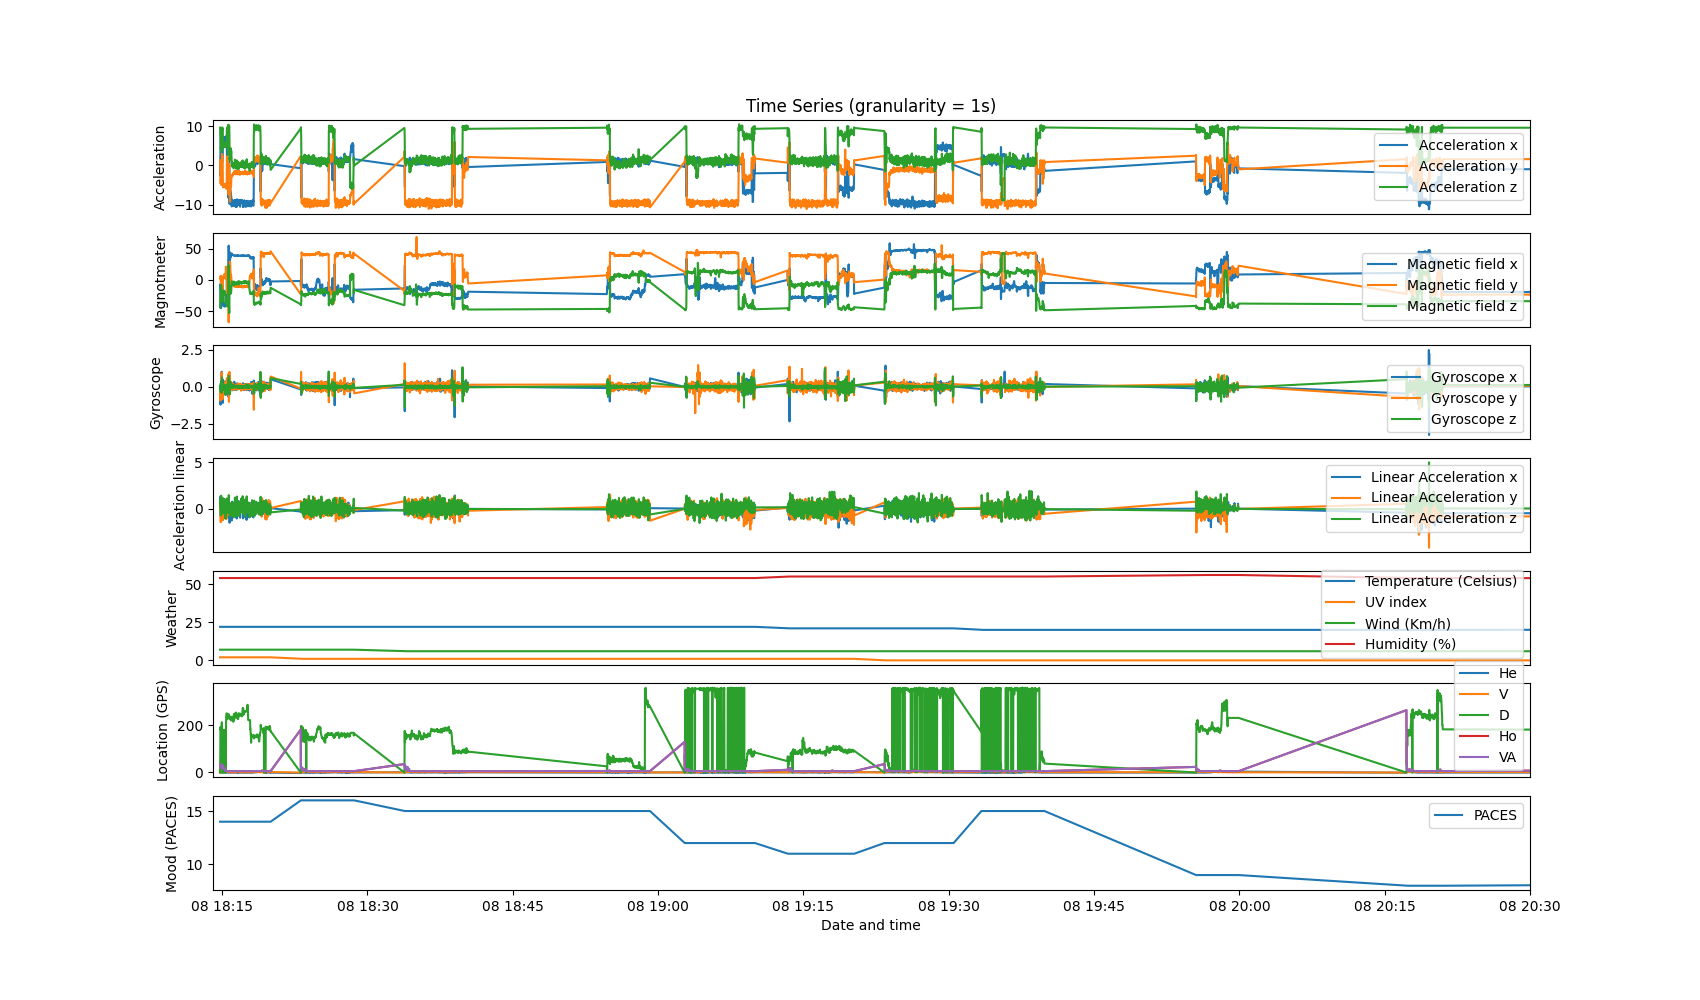 Time Series (granularity = 1s)
Acceleration
10
0
−10
Acceleration x
Acceleration y
Acceleration z
Magnotmeter
50
0
−50
Magnetic field x
Magnetic field y
Magnetic field z
Gyroscope
2.5
0.0
−2.5
Gyroscope x
Gyroscope y
Gyroscope z
Acceleration linear
5
0
Linear Acceleration x
Linear Acceleration y
Linear Acceleration z
Weather
50
25
0
Temperature (Celsius)
UV index
Wind (Km/h)
Humidity (%)
Location (GPS)
200
0
He
V
D
Ho
VA
Mood (PACES)
15
10
PACES
08 18:15 08 18:30 08 18:45 08 19:00 08 19:15 08 19:30 08 19:45 08 20:00 08 20:15 08 20:30
Date and time